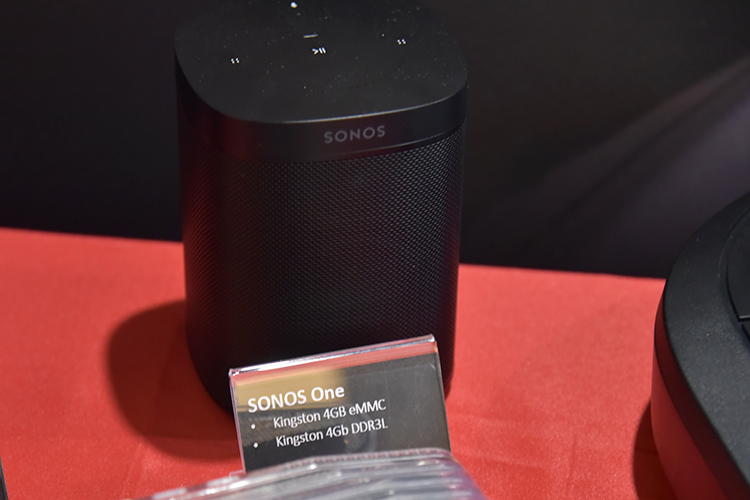 SONOS
SONOS One
• Kingston 4GB eMMC
• Kingston 4Gb DDR3L